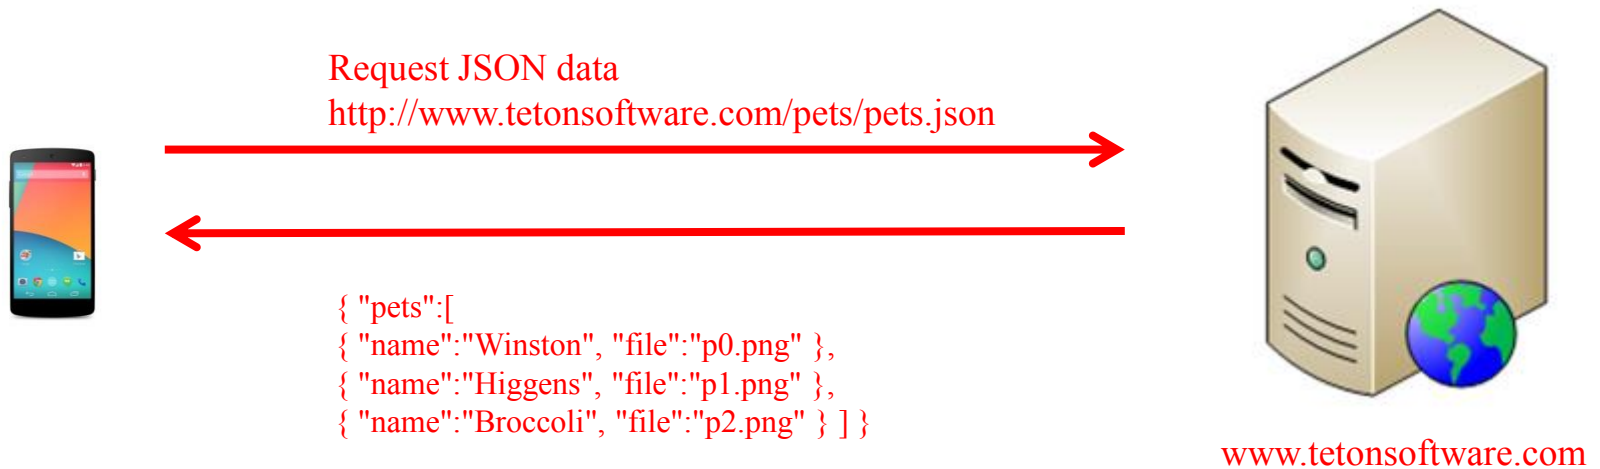 Request JSON data
http://www.tetonsoftware.com/pets/pets.json
{ "pets":[
{ "name":"Winston", "file":"p0.png" },
{ "name":"Higgens", "file":"p1.png" },
{ "name":"Broccoli", "file":"p2.png" } ] }
www.tetonsoftware.com